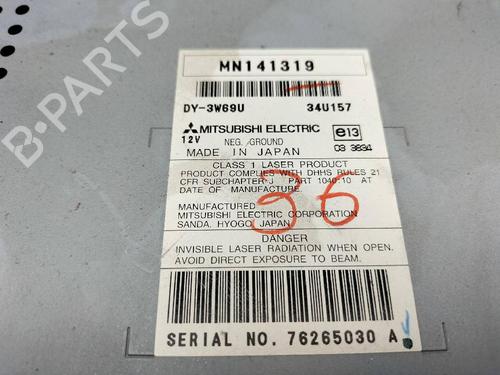 MN141319
DY-3W69U 34U157
MITSUBISHI ELECTRIC e13
12V NEG./GROUND 03 3834
MADE IN JAPAN
CLASS 1 LASER PRODUCT
PRODUCT COMPLIES WITH DHHS RULES 21
CFR SUBCHAPTER J PART 1040.10 AT
DATE OF MANUFACTURE.
36
MANUFACTURED
MITSUBISHI ELECTRIC CORPORATION
SANDA, HYOGO, JAPAN
DANGER
INVISIBLE LASER RADIATION WHEN OPEN.
AVOID DIRECT EXPOSURE TO BEAM.
SERIAL NO. 76265030 A